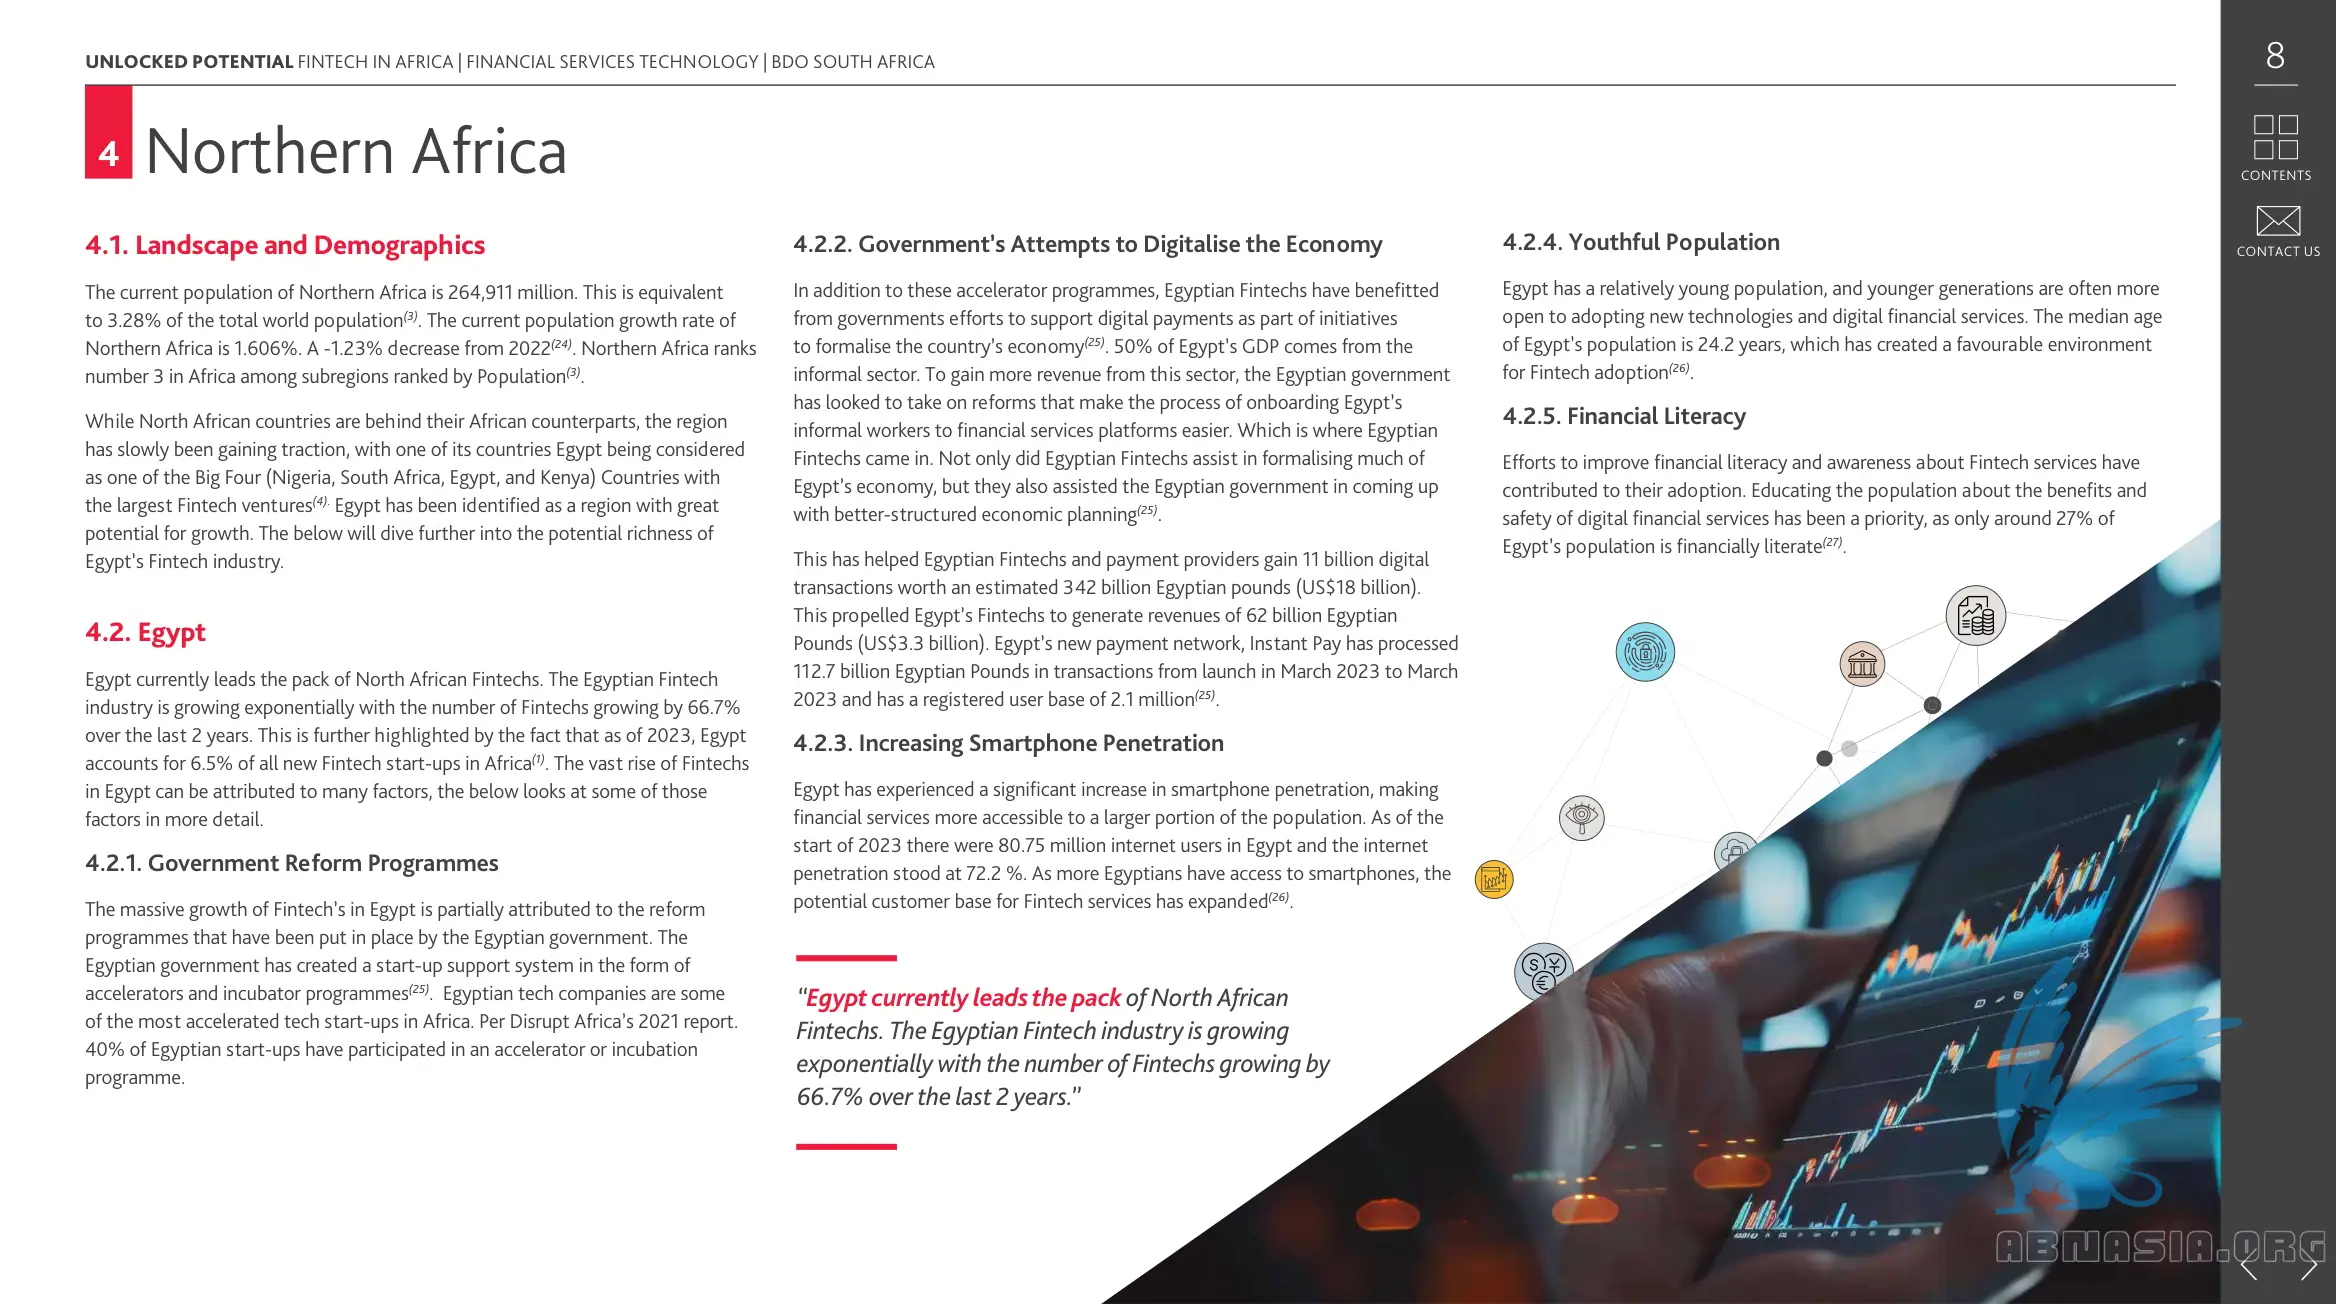 UNLOCKED POTENTIAL FINTECH IN AFRICA | FINANCIAL SERVICES TECHNOLOGY | BDO SOUTH AFRICA
8
CONTENTS
CONTACT US
4 Northern Africa
4.1. Landscape and Demographics
The current population of Northern Africa is 264,911 million. This is equivalent
to 3.28% of the total world population(3). The current population growth rate of
Northern Africa is 1.606%. A -1.23% decrease from 2022(24). Northern Africa ranks
number 3 in Africa among subregions ranked by Population(3).
While North African countries are behind their African counterparts, the region
has slowly been gaining traction, with one of its countries Egypt being considered
as one of the Big Four (Nigeria, South Africa, Egypt, and Kenya) Countries with
the largest Fintech ventures(4). Egypt has been identified as a region with great
potential for growth. The below will dive further into the potential richness of
Egypt's Fintech industry.
4.2. Egypt
Egypt currently leads the pack of North African Fintechs. The Egyptian Fintech
industry is growing exponentially with the number of Fintechs growing by 66.7%
over the last 2 years. This is further highlighted by the fact that as of 2023, Egypt
accounts for 6.5% of all new Fintech start-ups in Africa(1). The vast rise of Fintechs
in Egypt can be attributed to many factors, the below looks at some of those
factors in more detail.
4.2.1. Government Reform Programmes
The massive growth of Fintech's in Egypt is partially attributed to the reform
programmes that have been put in place by the Egyptian government. The
Egyptian government has created a start-up support system in the form of
accelerators and incubator programmes(25). Egyptian tech companies are some
of the most accelerated tech start-ups in Africa. Per Disrupt Africa's 2021 report.
40% of Egyptian start-ups have participated in an accelerator or incubation
programme.
4.2.2. Government's Attempts to Digitalise the Economy
In addition to these accelerator programmes, Egyptian Fintechs have benefitted
from governments efforts to support digital payments as part of initiatives
to formalise the country's economy(25). 50% of Egypt's GDP comes from the
informal sector. To gain more revenue from this sector, the Egyptian government
has looked to take on reforms that make the process of onboarding Egypt's
informal workers to financial services platforms easier. Which is where Egyptian
Fintechs came in. Not only did Egyptian Fintechs assist in formalising much of
Egypt's economy, but they also assisted the Egyptian government in coming up
with better-structured economic planning(25).
This has helped Egyptian Fintechs and payment providers gain 11 billion digital
transactions worth an estimated 342 billion Egyptian pounds (US$18 billion).
This propelled Egypt's Fintechs to generate revenues of 62 billion Egyptian
Pounds (US$3.3 billion). Egypt's new payment network, Instant Pay has processed
112.7 billion Egyptian Pounds in transactions from launch in March 2023 to March
2023 and has a registered user base of 2.1 million(25).
4.2.3. Increasing Smartphone Penetration
Egypt has experienced a significant increase in smartphone penetration, making
financial services more accessible to a larger portion of the population. As of the
start of 2023 there were 80.75 million internet users in Egypt and the internet
penetration stood at 72.2 %. As more Egyptians have access to smartphones, the
potential customer base for Fintech services has expanded(26).
"Egypt currently leads the pack of North African
Fintechs. The Egyptian Fintech industry is growing
exponentially with the number of Fintechs growing by
66.7% over the last 2 years."
4.2.4. Youthful Population
Egypt has a relatively young population, and younger generations are often more
open to adopting new technologies and digital financial services. The median age
of Egypt's population is 24.2 years, which has created a favourable environment
for Fintech adoption(26).
4.2.5. Financial Literacy
Efforts to improve financial literacy and awareness about Fintech services have
contributed to their adoption. Educating the population about the benefits and
safety of digital financial services has been a priority, as only around 27% of
Egypt's population is financially literate(27).
ABNASIA.ORG